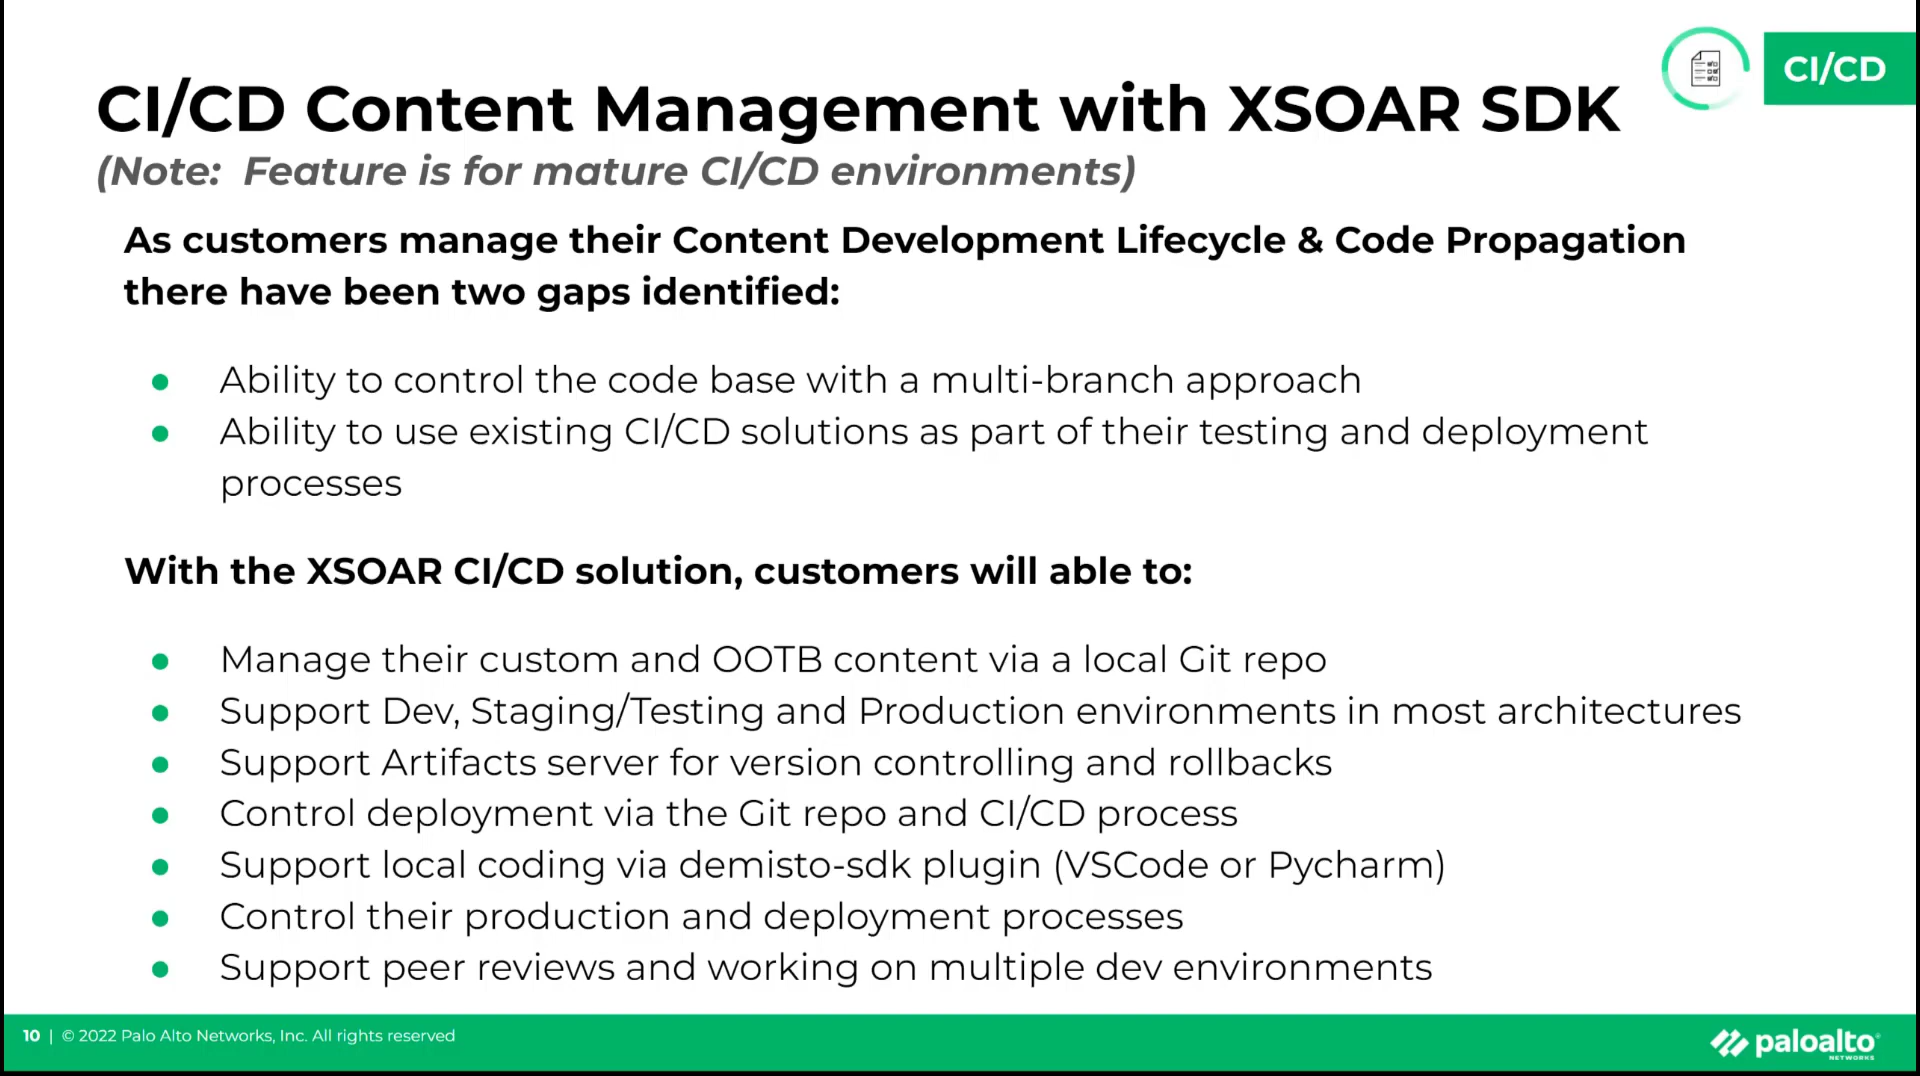 CI/CD
CI/CD Content Management with XSOAR SDK
(Note:  Feature is for mature CI/CD environments)
As customers manage their Content Development Lifecycle & Code Propagation
there have been two gaps identified:
● Ability to control the code base with a multi-branch approach
● Ability to use existing CI/CD solutions as part of their testing and deployment
processes
With the XSOAR CI/CD solution, customers will able to:
● Manage their custom and OOTB content via a local Git repo
● Support Dev, Staging/Testing and Production environments in most architectures
● Support Artifacts server for version controlling and rollbacks
● Control deployment via the Git repo and CI/CD process
● Support local coding via demisto-sdk plugin (VSCode or Pycharm)
● Control their production and deployment processes
● Support peer reviews and working on multiple dev environments
10 | © 2022 Palo Alto Networks, Inc. All rights reserved
paloalto®
NETWORKS